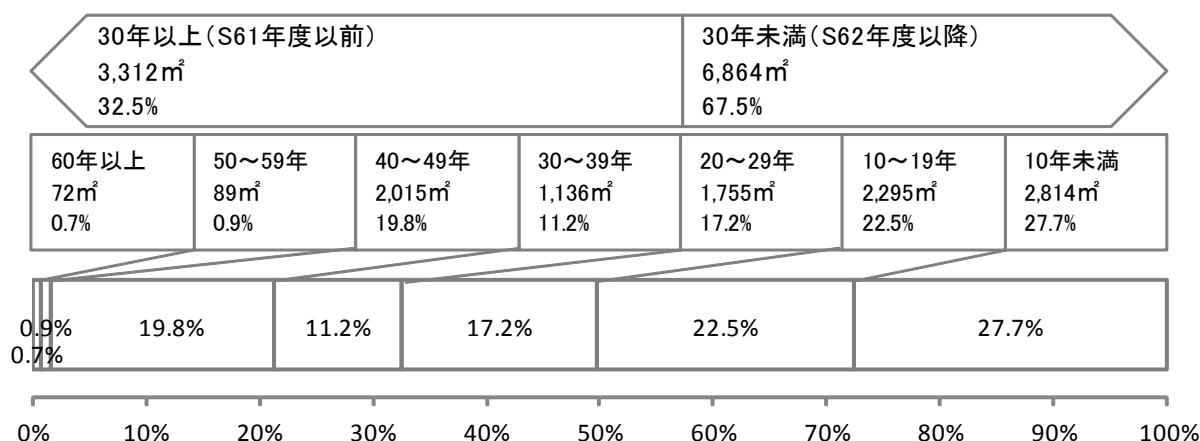 30年以上(S61年度以前)
3,312㎡
32.5%
30年未満(S62年度以降)
6,864㎡
67.5%
60年以上
72㎡
0.7%
50～59年
89㎡
0.9%
40～49年
2,015㎡
19.8%
30～39年
1,136㎡
11.2%
20～29年
1,755㎡
17.2%
10～19年
2,295㎡
22.5%
10年未満
2,814㎡
27.7%
0.9% 19.8% 11.2% 17.2% 22.5% 27.7%
0.7%
0% 10% 20% 30% 40% 50% 60% 70% 80% 90% 100%